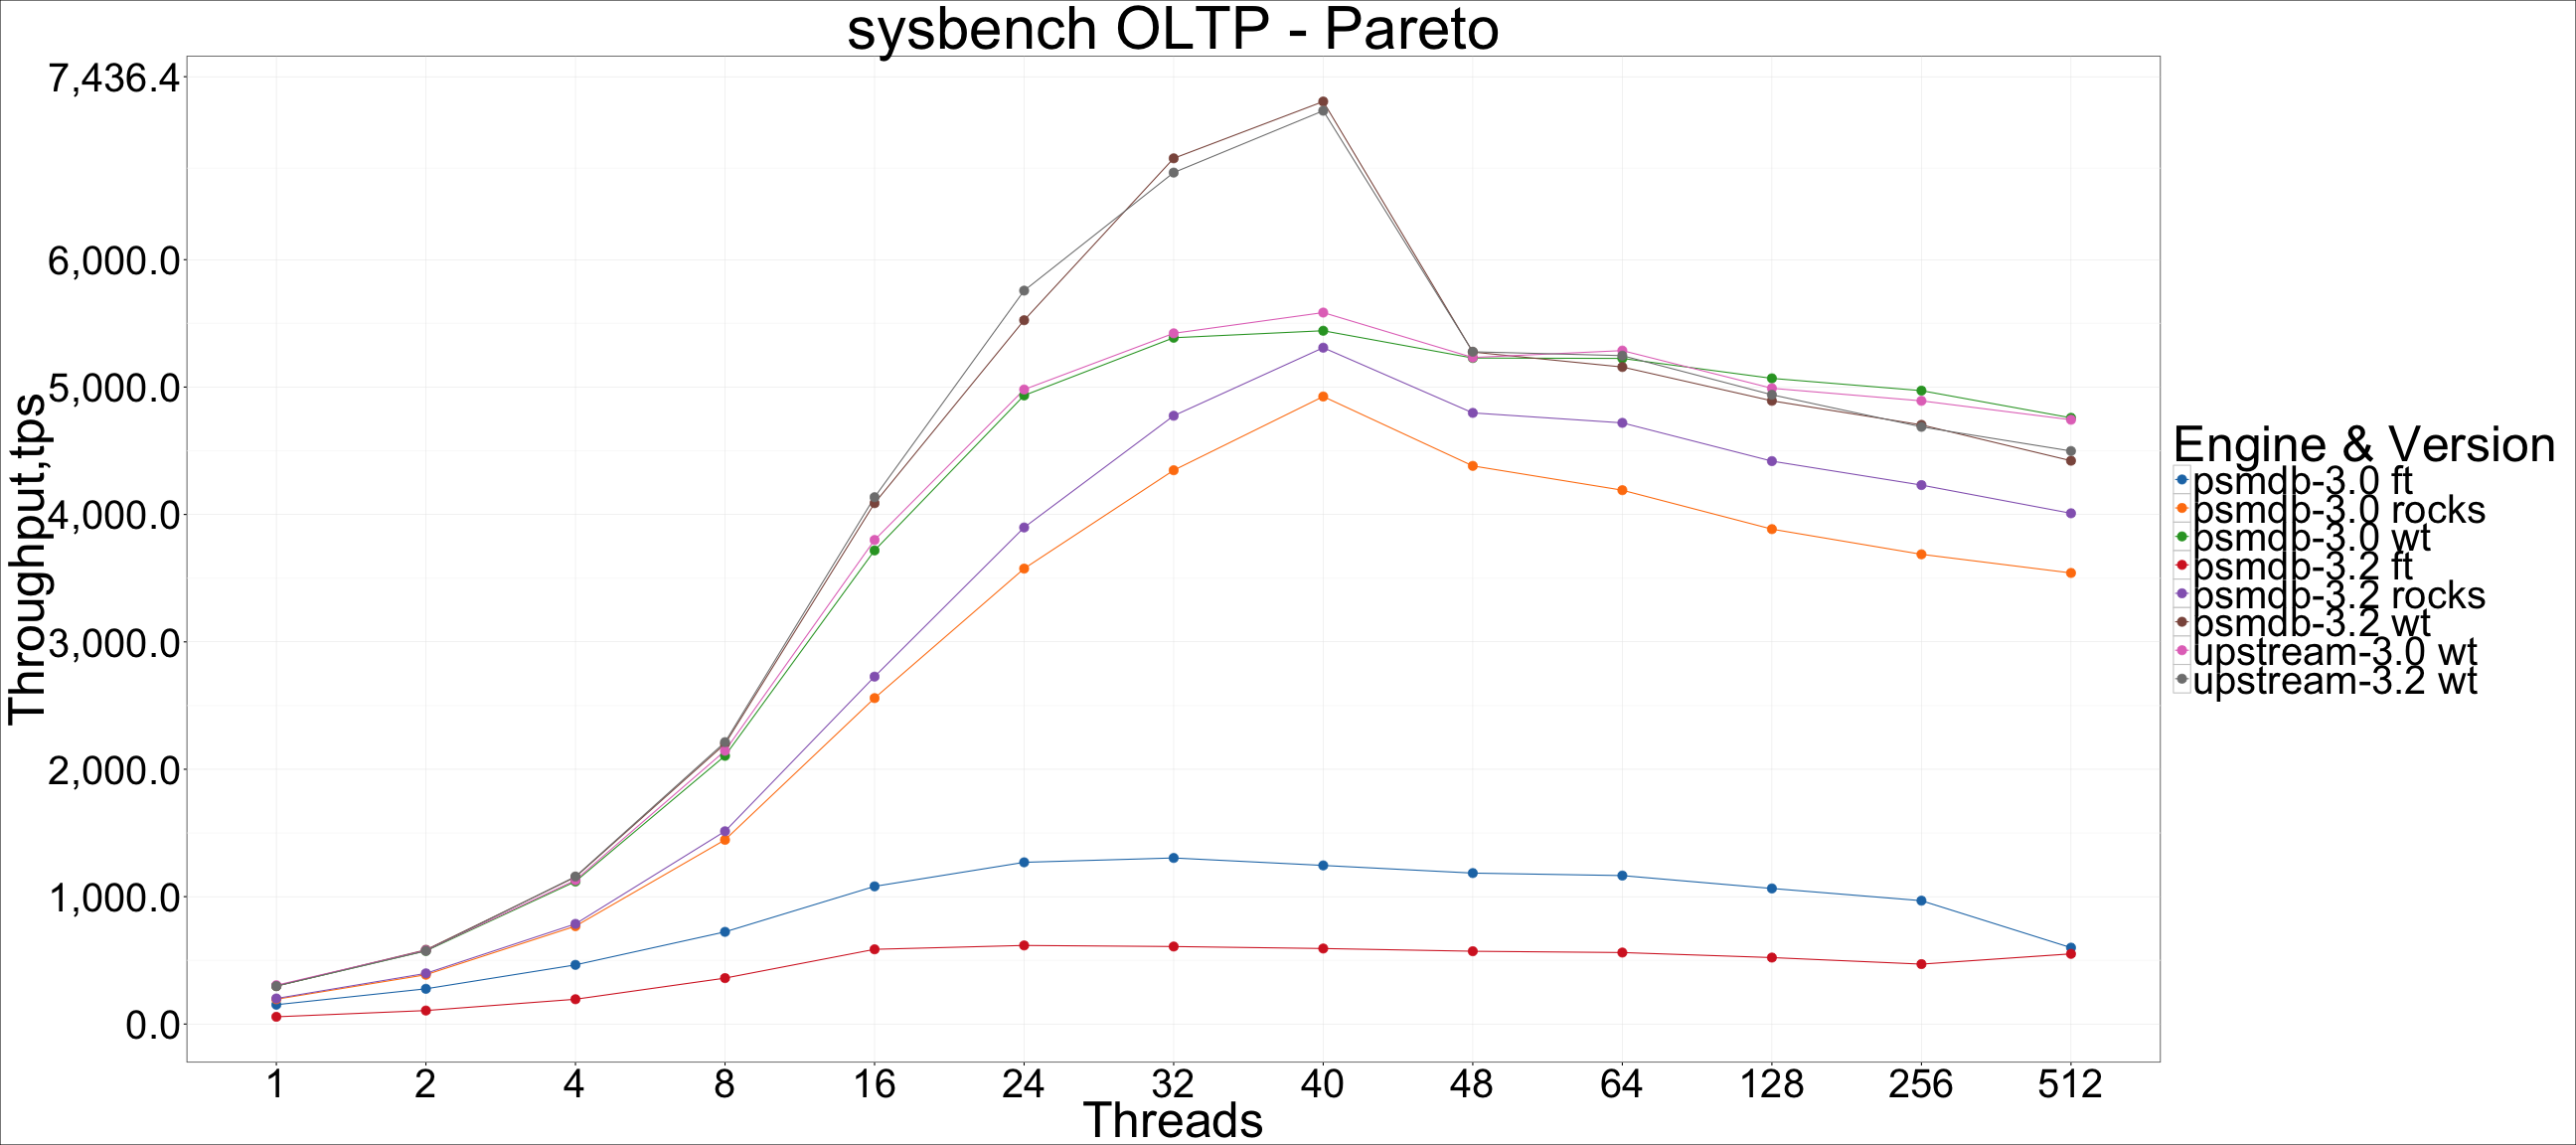 sysbench OLTP - Pareto
7,436.4
6,000.0
5,000.0
4,000.0
3,000.0
2,000.0
1,000.0
0.0
Throughput,tps
1 2 4 8 16 24 32 40 48 64 128 256 512
Threads
Engine & Version
psmdb-3.0 ft
psmdb-3.0 rocks
psmdb-3.0 wt
psmdb-3.2 ft
psmdb-3.2 rocks
psmdb-3.2 wt
upstream-3.0 wt
upstream-3.2 wt